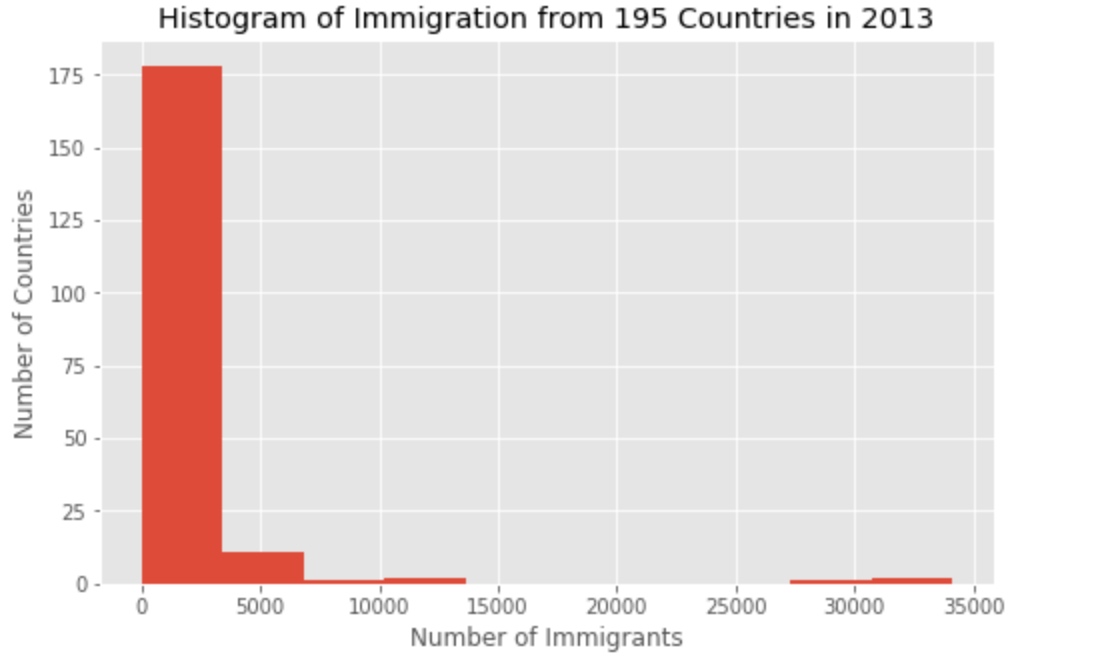 Histogram of Immigration from 195 Countries in 2013
Number of Countries
175
150
125
100
75
50
25
0
0 5000 10000 15000 20000 25000 30000 35000
Number of Immigrants